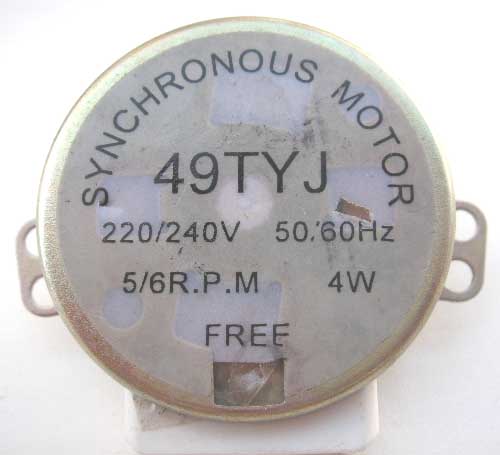 SYNCHRONOUS MOTOR
49TYJ
220/240V 50/60Hz
5/6R.P.M 4W
FREE